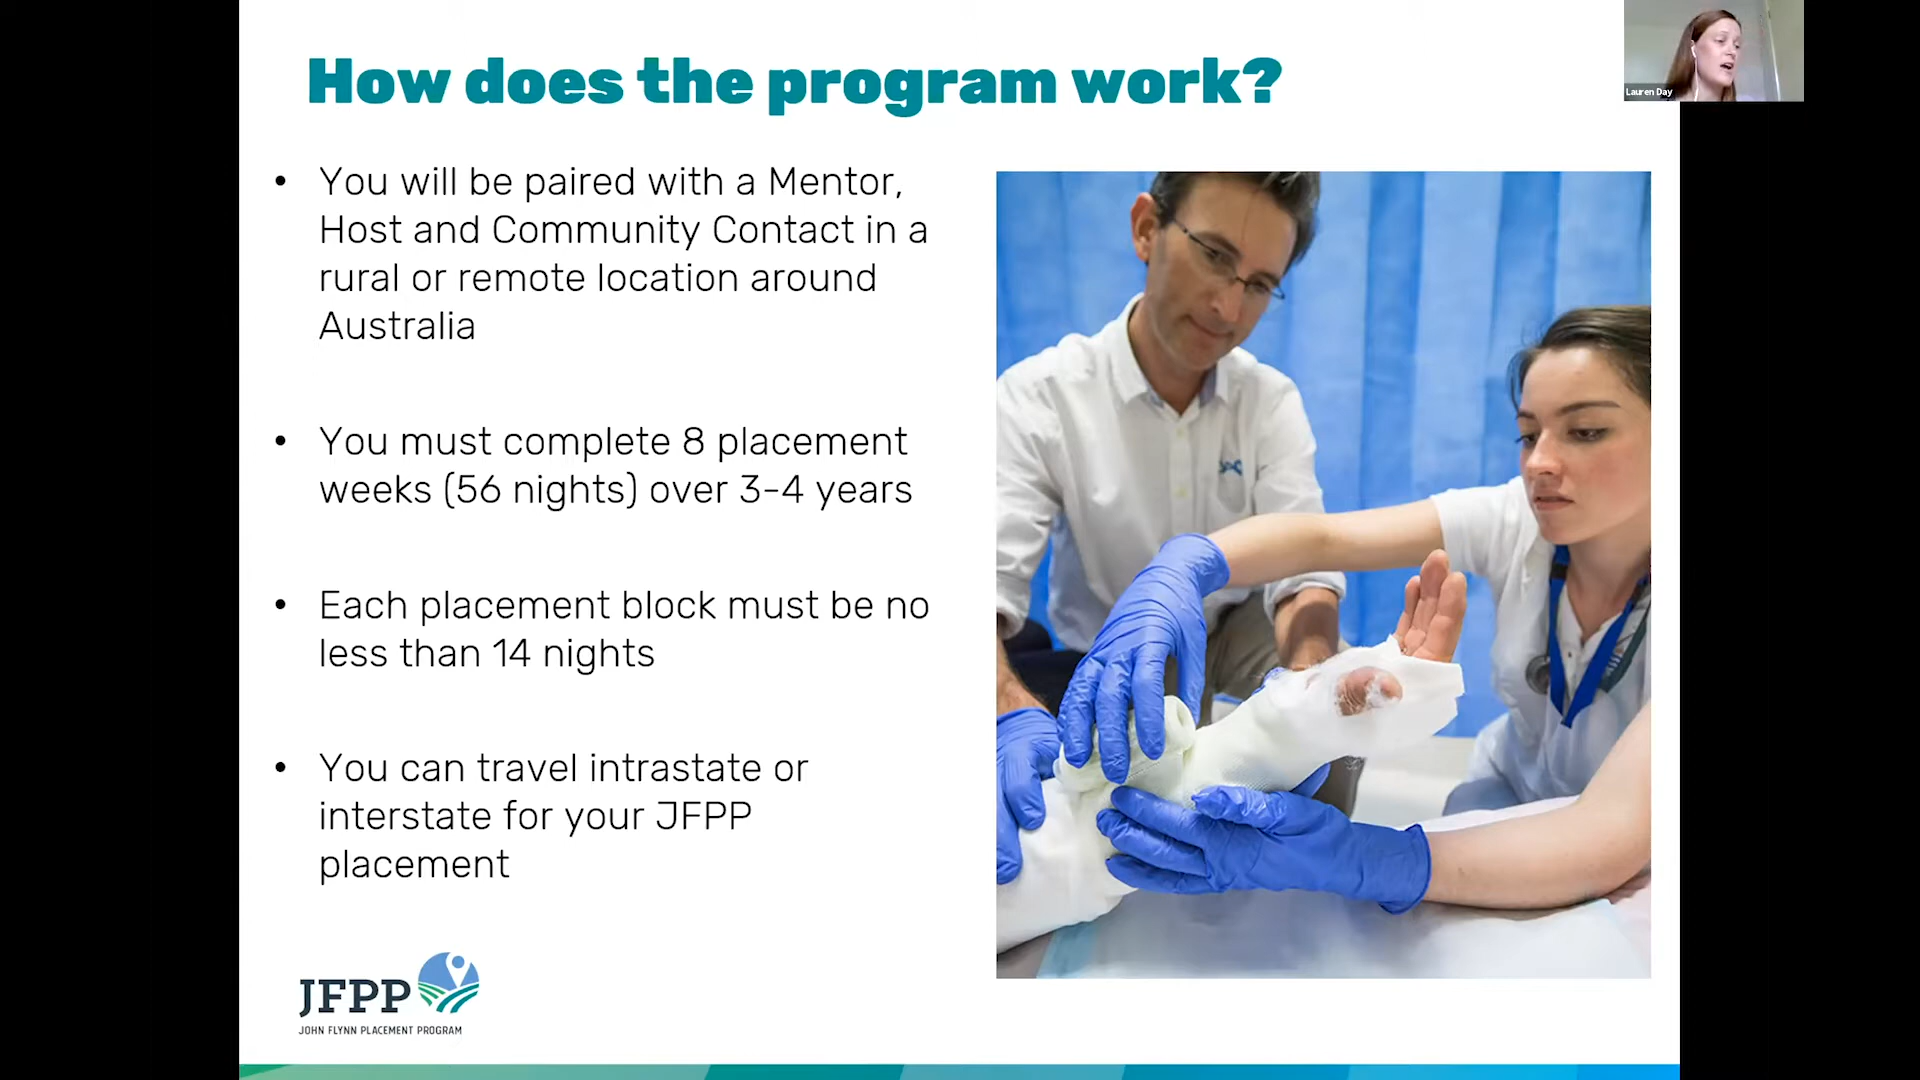 How does the program work?
Lauren Day
• You will be paired with a Mentor,
Host and Community Contact in a
rural or remote location around
Australia
• You must complete 8 placement
weeks (56 nights) over 3-4 years
• Each placement block must be no
less than 14 nights
• You can travel intrastate or
interstate for your JFPP
placement
JFPP
JOHN FLYNN PLACEMENT PROGRAM